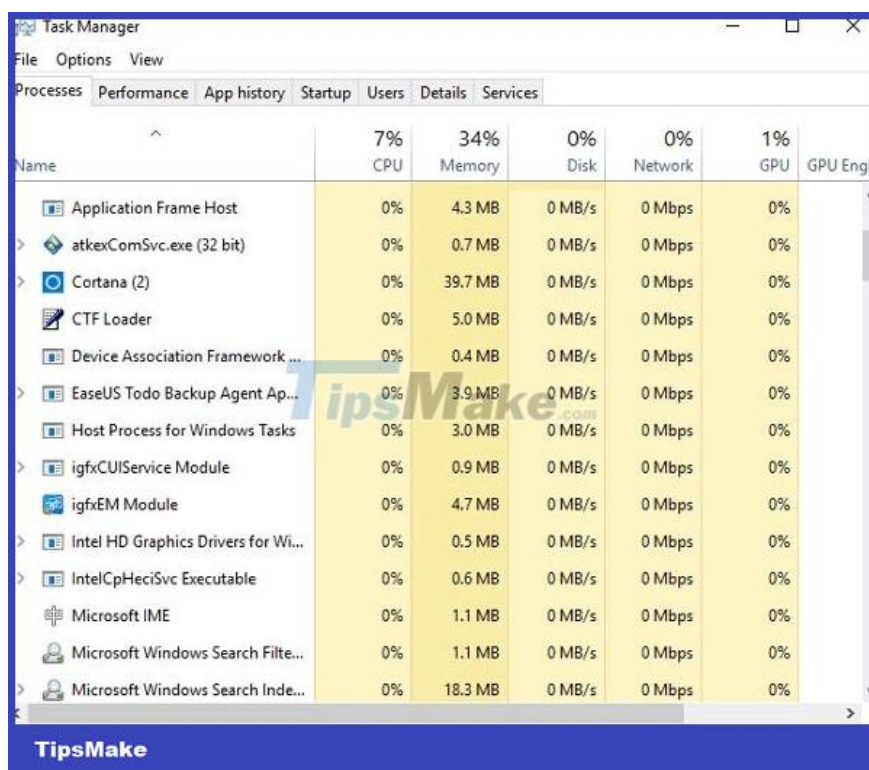 Task Manager
File Options View
Processes Performance App history Startup Users Details Services
7% 34% 0% 0% 1%
Name CPU Memory Disk Network GPU GPU Engi
Application Frame Host 0% 4.3 MB 0 MB/s 0 Mbps 0%
atkexComSvc.exe (32 bit) 0% 0.7 MB 0 MB/s 0 Mbps 0%
Cortana (2) 0% 39.7 MB 0 MB/s 0 Mbps 0%
CTF Loader 0% 5.0 MB 0 MB/s 0 Mbps 0%
Device Association Framework ... 0% 0.4 MB 0 MB/s 0 Mbps 0%
EaseUS Todo Backup Agent Ap... 0% 3.9 MB 0 MB/s 0 Mbps 0%
TipsMake.com
Host Process for Windows Tasks 0% 3.0 MB 0 MB/s 0 Mbps 0%
igfxCUIService Module 0% 0.9 MB 0 MB/s 0 Mbps 0%
igfxEM Module 0% 4.7 MB 0 MB/s 0 Mbps 0%
Intel HD Graphics Drivers for Wi... 0% 0.5 MB 0 MB/s 0 Mbps 0%
IntelCpHeciSvc Executable 0% 0.6 MB 0 MB/s 0 Mbps 0%
Microsoft IME 0% 1.1 MB 0 MB/s 0 Mbps 0%
Microsoft Windows Search Filte... 0% 1.1 MB 0 MB/s 0 Mbps 0%
Microsoft Windows Search Inde... 0% 18.3 MB 0 MB/s 0 Mbps 0%
TipsMake